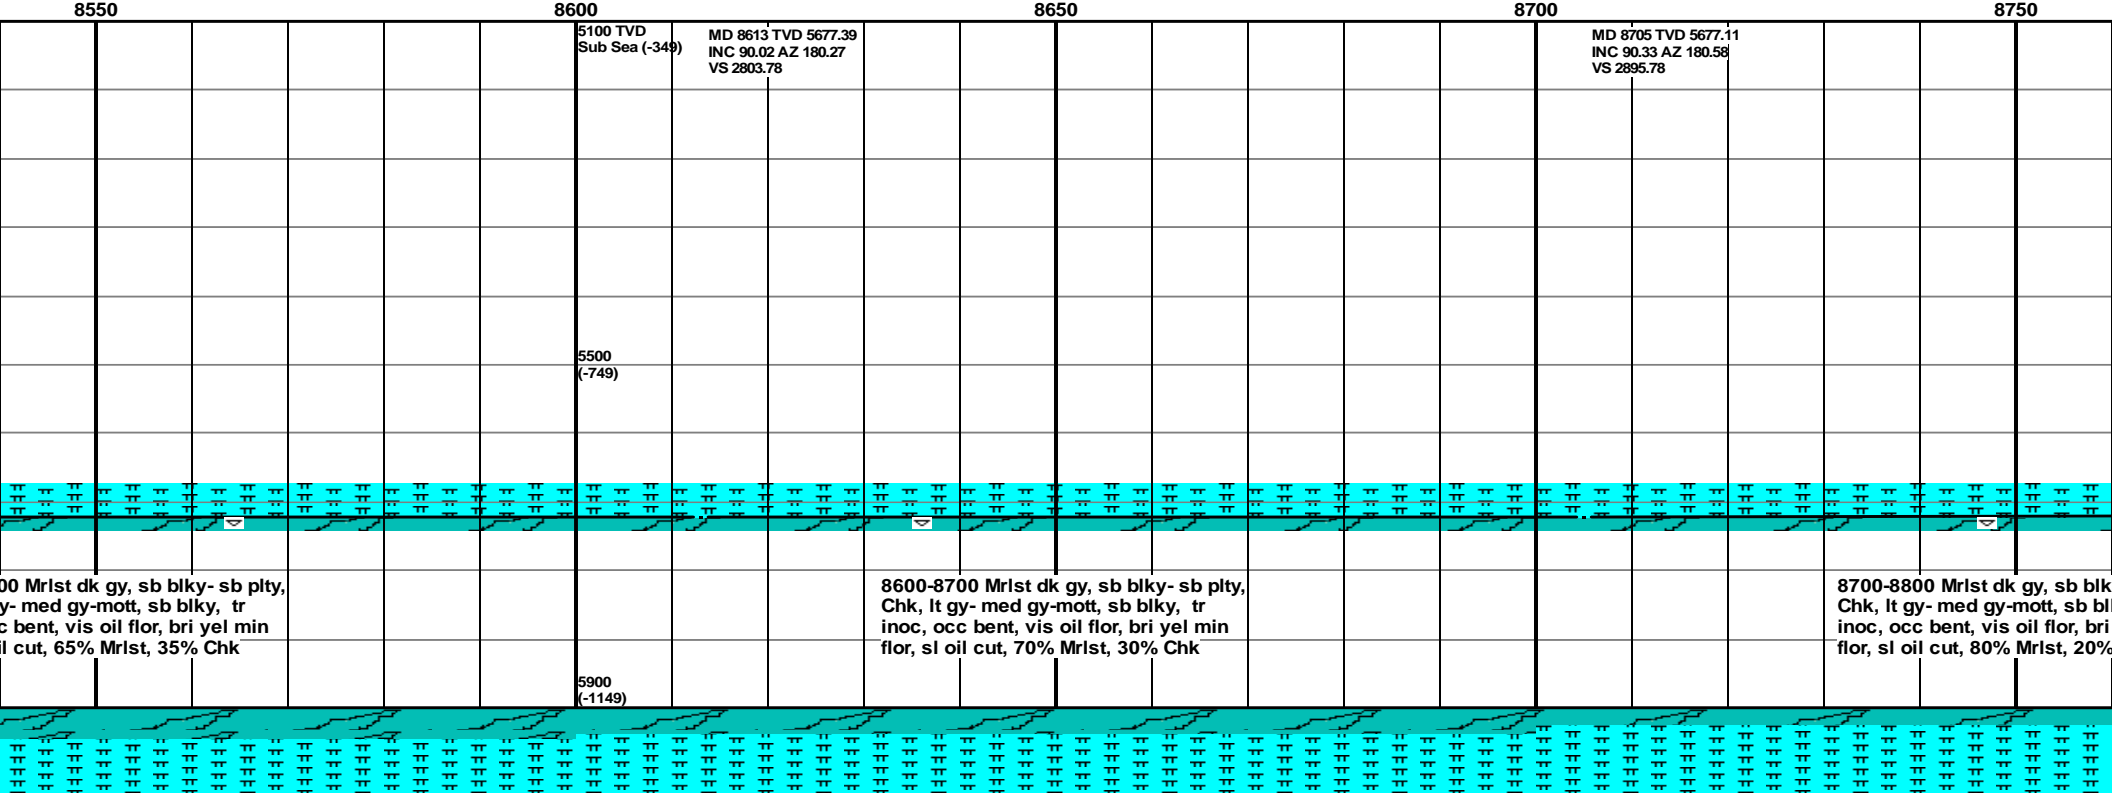 8550 8600 8650 8700 8750
5100 TVD
Sub Sea (-349)
MD 8613 TVD 5677.39
INC 90.02 AZ 180.27
VS 2803.78
MD 8705 TVD 5677.11
INC 90.33 AZ 180.58
VS 2895.78
5500
(-749)
00 Mrlst dk gy, sb blky- sb plty,
y- med gy-mott, sb blky, tr
c bent, vis oil flor, bri yel min
il cut, 65% Mrlst, 35% Chk
8600-8700 Mrlst dk gy, sb blky- sb plty,
Chk, lt gy- med gy-mott, sb blky, tr
inoc, occ bent, vis oil flor, bri yel min
flor, sl oil cut, 70% Mrlst, 30% Chk
8700-8800 Mrlst dk gy, sb blk
Chk, lt gy- med gy-mott, sb bl
inoc, occ bent, vis oil flor, bri
flor, sl oil cut, 80% Mrlst, 20%
5900
(-1149)